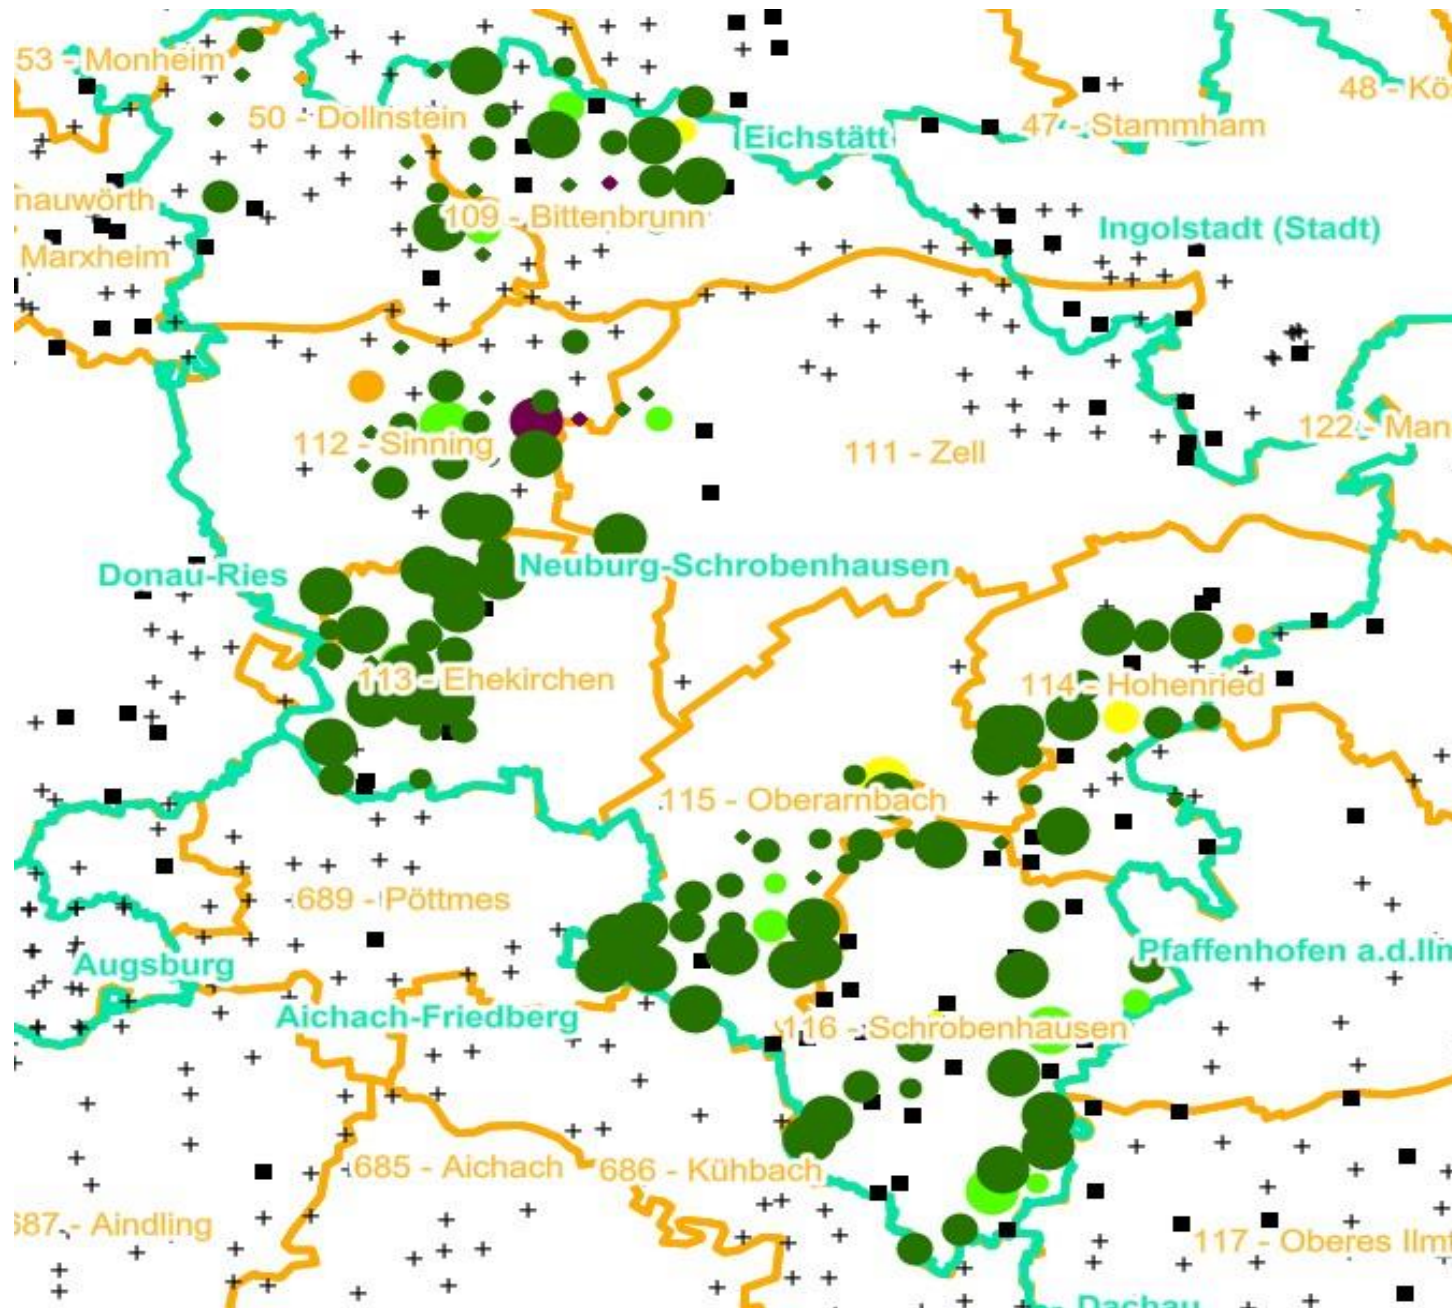 53 - Monheim
48 - Kö
50 - Dollnstein
47 - Stammham
Eichstätt
nauwörth
109 - Bittenbrunn
Ingolstadt (Stadt)
Marxheim
122 - Man
112 - Sinning
111 - Zell
Donau-Ries
Neuburg-Schrobenhausen
113 - Ehekirchen
114 - Hohenried
115 - Oberarnbach
689 - Pöttmes
Pfaffenhofen a.d.Ilm
Augsburg
Aichach-Friedberg
116 - Schrobenhausen
685 - Aichach
686 - Kühbach
687 - Aindling
117 - Oberes Ilmt
Dachau